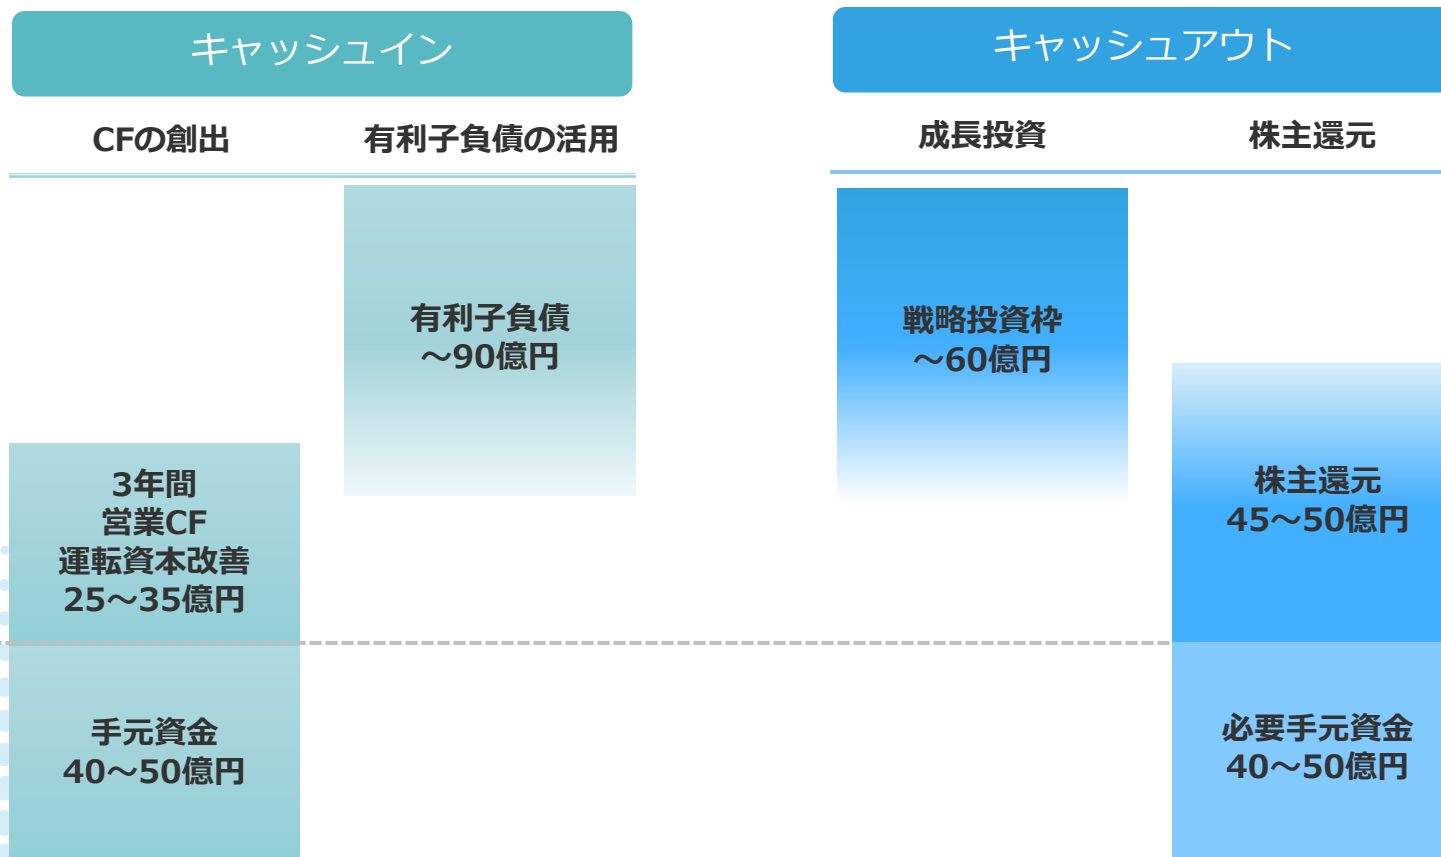 キャッシュイン
キャッシュアウト
CFの創出
有利子負債の活用
成長投資
株主還元
有利子負債
～90億円
戦略投資枠
～60億円
3年間
営業CF
運転資本改善
25～35億円
株主還元
45～50億円
手元資金
40～50億円
必要手元資金
40～50億円